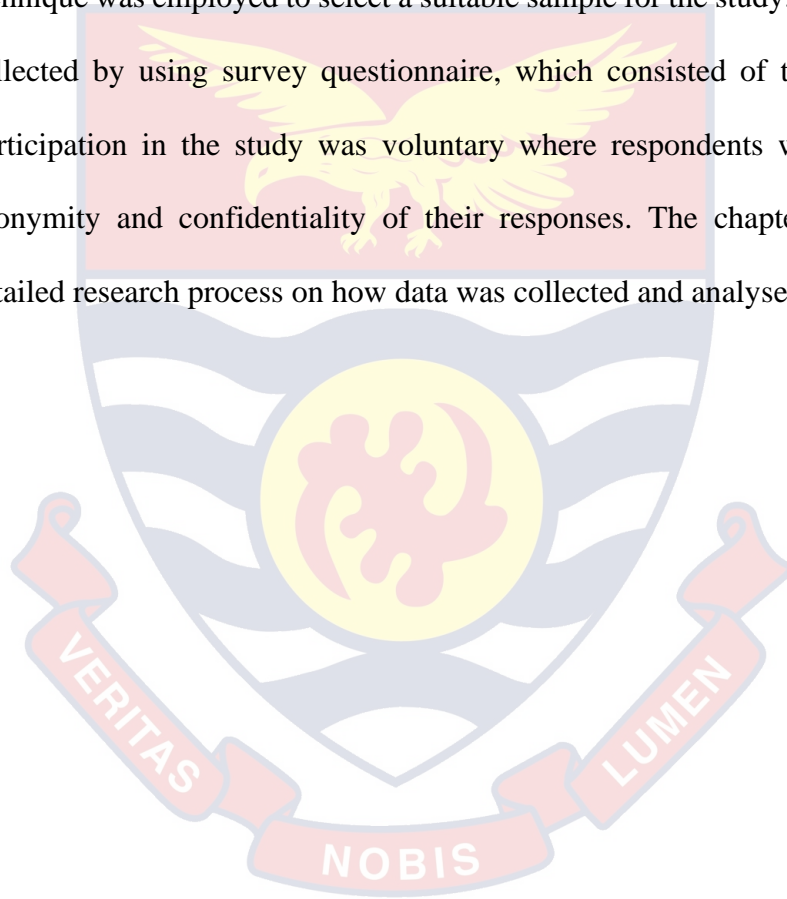 nnique was employed to select a suitable sample for the study.
llected by using survey questionnaire, which consisted of t
rticipation in the study was voluntary where respondents w
onymity and confidentiality of their responses. The chapte
tailed research process on how data was collected and analyse
VERITAS
NOBIS
LUMEN